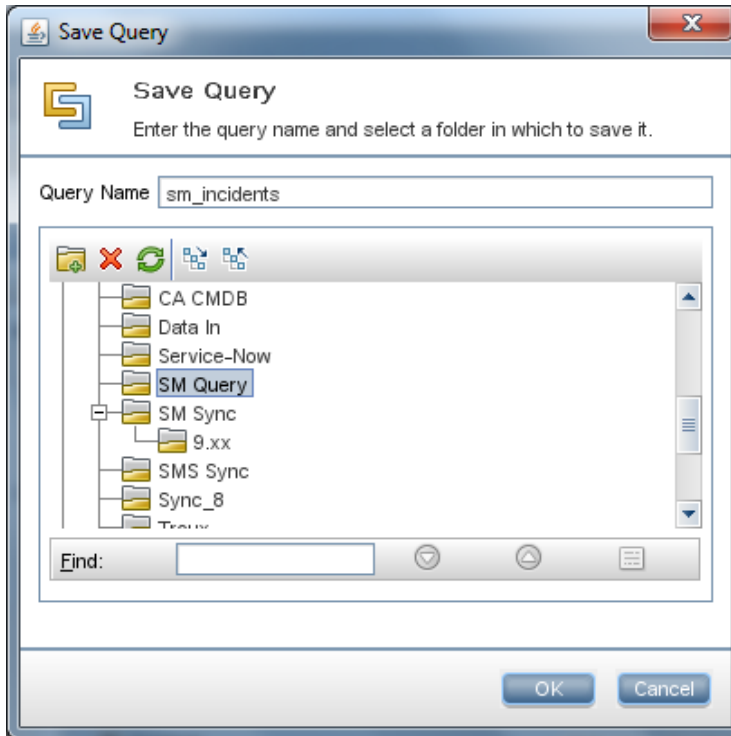 Save Query
Save Query
Enter the query name and select a folder in which to save it.
Query Name sm_incidents
CA CMDB
Data In
Service-Now
SM Query
SM Sync
9.xx
SMS Sync
Sync_8
Troux
Find:
OK Cancel